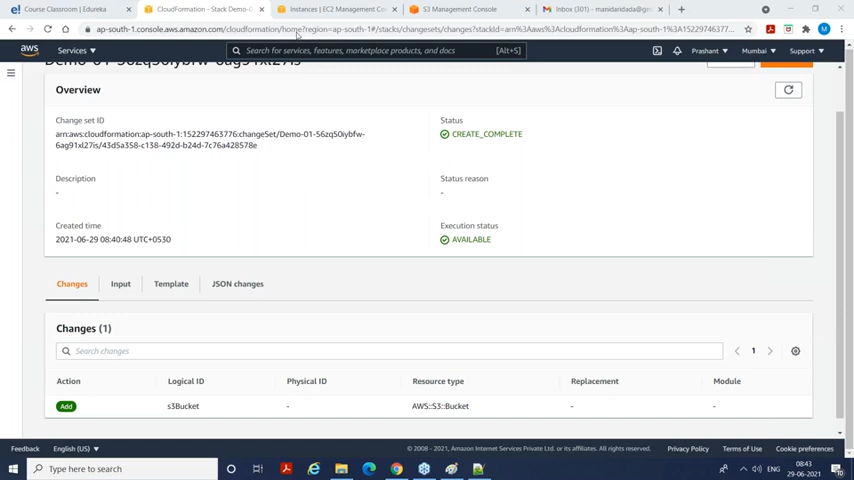 Course Classroom | Edureka
CloudFormation - Stack Demo-0
Instances | EC2 Management Co
S3 Management Console
Inbox (301) - manidaridada@gm
ap-south-1.console.aws.amazon.com/cloudformation/home?region=ap-south-1#/stacks/changesets/changes?stackId=arn%3Aaws%3Acloudformation%3Aap-south-1%3A15229746377...
aws
Services
Search for services, features, marketplace products, and docs
[Alt+S]
Prashant
Mumbai
Support
Overview
Change set ID
arn:aws:cloudformation:ap-south-1:152297463776:changeSet/Demo-01-56zq50iybfw-
6ag91xl27is/43d5a358-c138-492d-b24d-7c76a428578e
Status
CREATE_COMPLETE
Description
-
Status reason
-
Created time
2021-06-29 08:40:48 UTC+0530
Execution status
AVAILABLE
Changes
Input
Template
JSON changes
Changes (1)
Search changes
1
Action
Logical ID
Physical ID
Resource type
Replacement
Module
Add
s3Bucket
-
AWS::S3::Bucket
-
-
Feedback
English (US)
© 2008 - 2021, Amazon Internet Services Private Ltd. or its affiliates. All rights reserved.
Privacy Policy
Terms of Use
Cookie preferences
Type here to search
ENG
08:43
29-06-2021